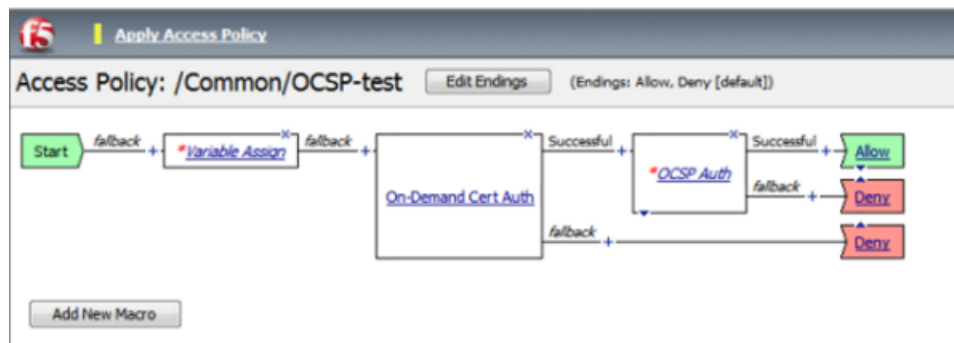 f5 Apply Access Policy
Access Policy: /Common/OCSP-test Edit Endings (Endings: Allow, Deny [default])
Start fallback + *Variable Assign x fallback + On-Demand Cert Auth x Successful + *OCSP Auth x Successful + Allow
fallback + Deny
fallback + Deny
Add New Macro